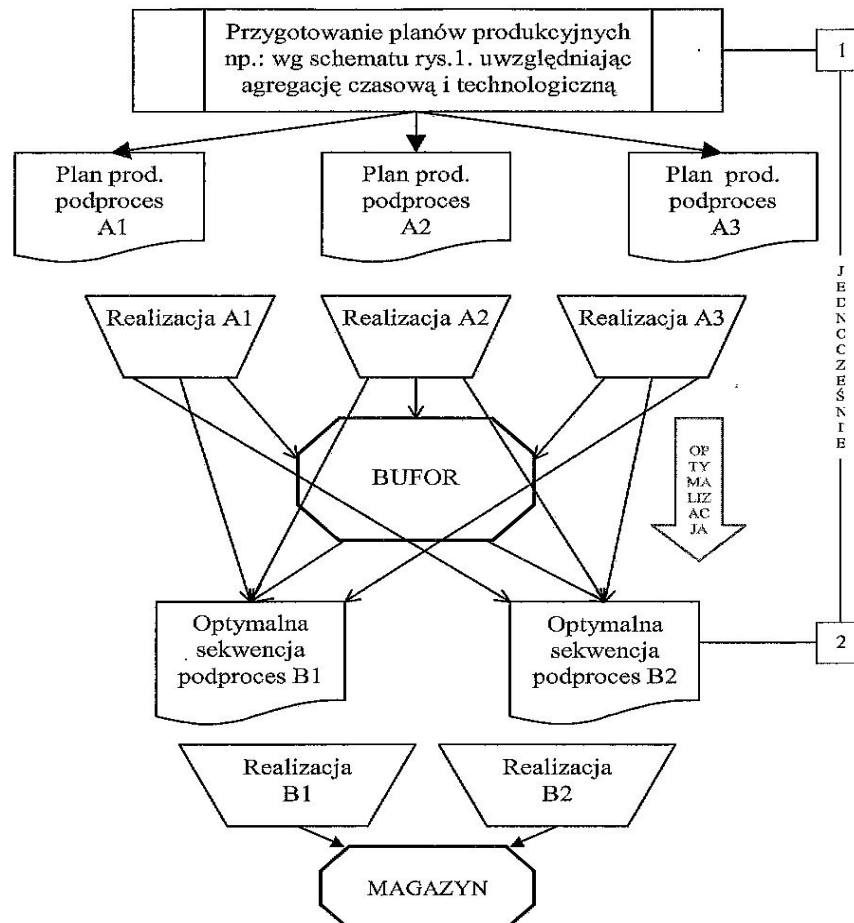 Przygotowanie planów produkcyjnych
np.: wg schematu rys.1. uwzględniając
agregację czasową i technologiczną
1
Plan prod.
podproces
A1
Plan prod.
podproces
A2
Plan prod.
podproces
A3
JEDNOCZEŚNIE
Realizacja A1
Realizacja A2
Realizacja A3
BUFOR
OP
TY
MA
LIZ
AC
JA
Optymalna
sekwencja
podproces B1
Optymalna
sekwencja
podproces B2
2
Realizacja
B1
Realizacja
B2
MAGAZYN